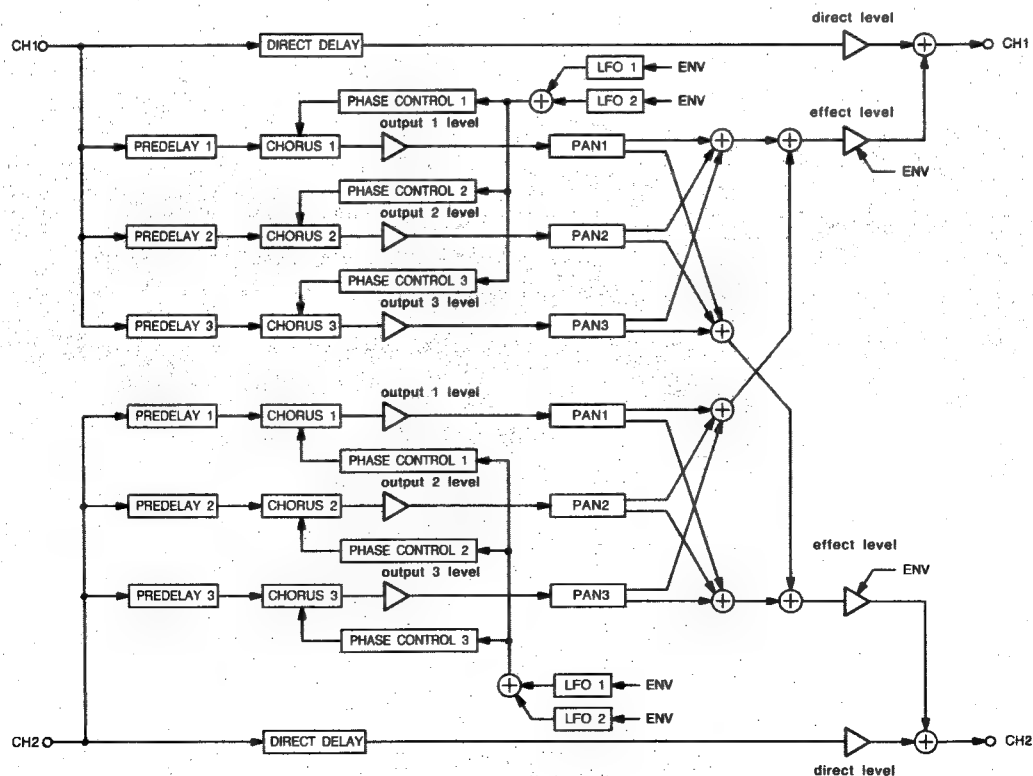 direct level
CH1
DIRECT DELAY
CH1
LFO 1
ENV
PHASE CONTROL 1
LFO 2
ENV
effect level
output 1 level
PREDELAY 1
CHORUS 1
PAN1
ENV
PHASE CONTROL 2
output 2 level
PREDELAY 2
CHORUS 2
PAN2
PHASE CONTROL 3
output 3 level
PREDELAY 3
CHORUS 3
PAN3
output 1 level
PREDELAY 1
CHORUS 1
PAN1
PHASE CONTROL 1
output 2 level
PREDELAY 2
CHORUS 2
PAN2
PHASE CONTROL 2
effect level
output 3 level
ENV
PREDELAY 3
CHORUS 3
PAN3
PHASE CONTROL 3
LFO 1
ENV
LFO 2
ENV
CH2
DIRECT DELAY
CH2
direct level